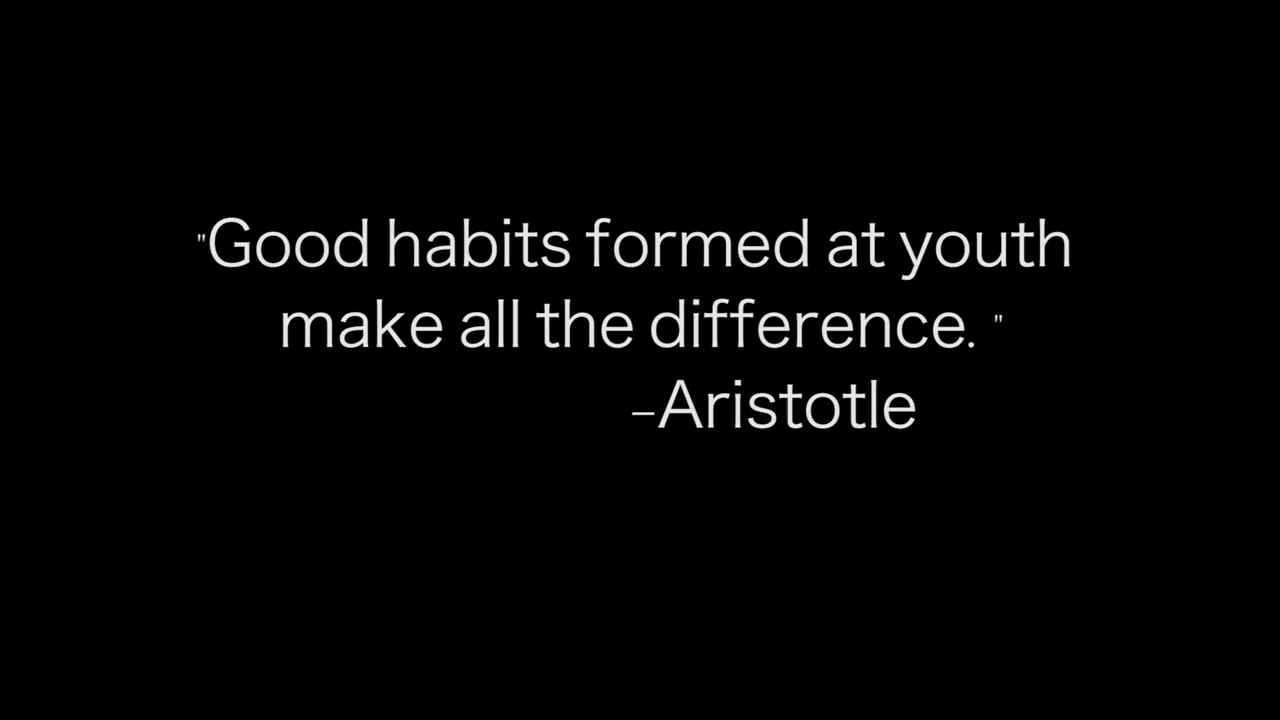 "Good habits formed at youth
make all the difference. "
–Aristotle